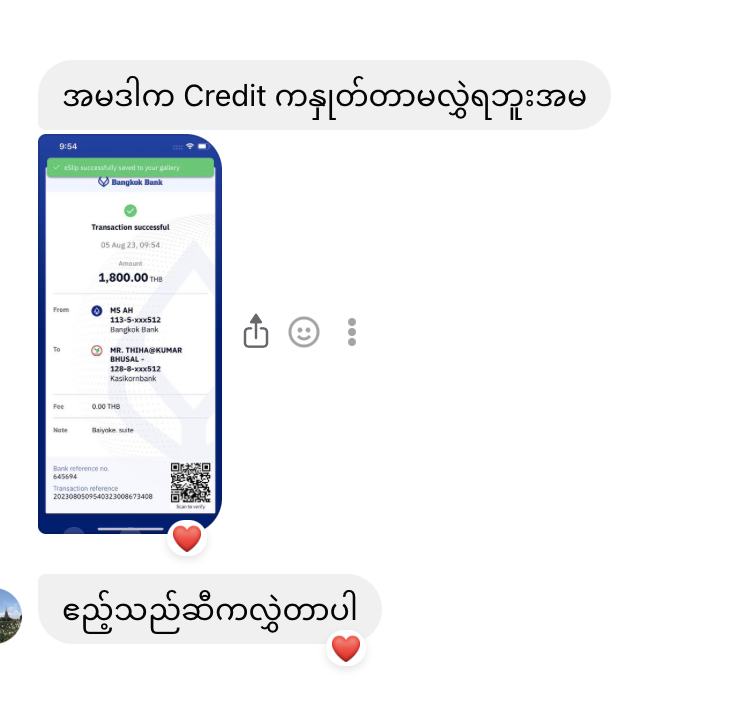 အမဒါက Credit ကနှုတ်တာမလွှဲရဘူးအမ
9:54
eSlip successfully saved to your gallery
Bangkok Bank
Transaction successful
05 Aug 23, 09:54
Amount
1,800.00 THB
From
MS AH
113-5-xxx512
Bangkok Bank
To
MR. THIHA@KUMAR
BHUSAL -
128-8-xxx512
Kasikornbank
Fee 0.00 THB
Note Baiyoke. suite
Bank reference no.
645694
Transaction reference
2023080509540323008673408
Scan to verify
ဧည့်သည်ဆီကလွှဲတာပါ